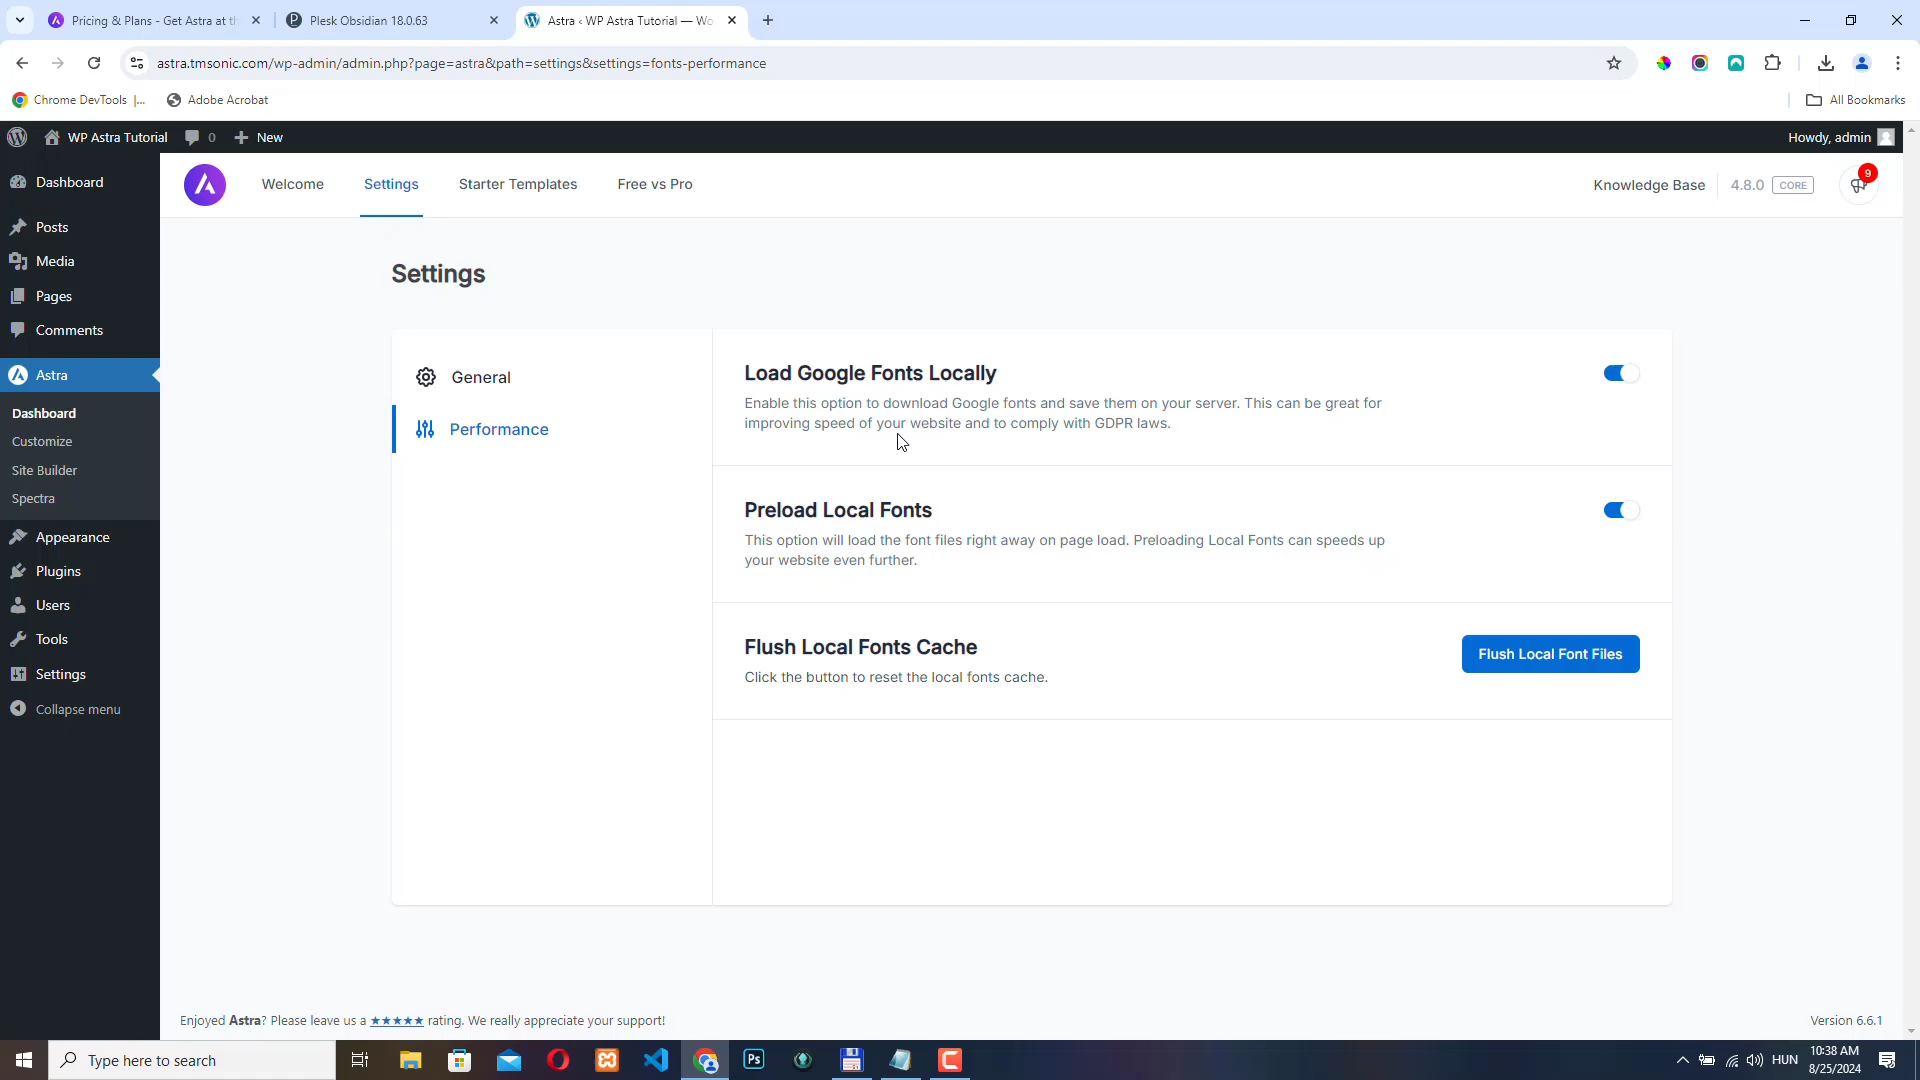 Pricing & Plans - Get Astra at th
Plesk Obsidian 18.0.63
Astra ‹ WP Astra Tutorial — Wo
astra.tmsonic.com/wp-admin/admin.php?page=astra&path=settings&settings=fonts-performance
Chrome DevTools |...
Adobe Acrobat
All Bookmarks
WP Astra Tutorial
0
New
Howdy, admin
Dashboard
Posts
Media
Pages
Comments
Astra
Dashboard
Customize
Site Builder
Spectra
Appearance
Plugins
Users
Tools
Settings
Collapse menu
Welcome
Settings
Starter Templates
Free vs Pro
Knowledge Base
4.8.0
CORE
9
Settings
General
Performance
Load Google Fonts Locally
Enable this option to download Google fonts and save them on your server. This can be great for
improving speed of your website and to comply with GDPR laws.
Preload Local Fonts
This option will load the font files right away on page load. Preloading Local Fonts can speeds up
your website even further.
Flush Local Fonts Cache
Click the button to reset the local fonts cache.
Flush Local Font Files
Enjoyed Astra? Please leave us a ★★★★★ rating. We really appreciate your support!
Version 6.6.1
Type here to search
Ps
HUN
10:38 AM
8/25/2024